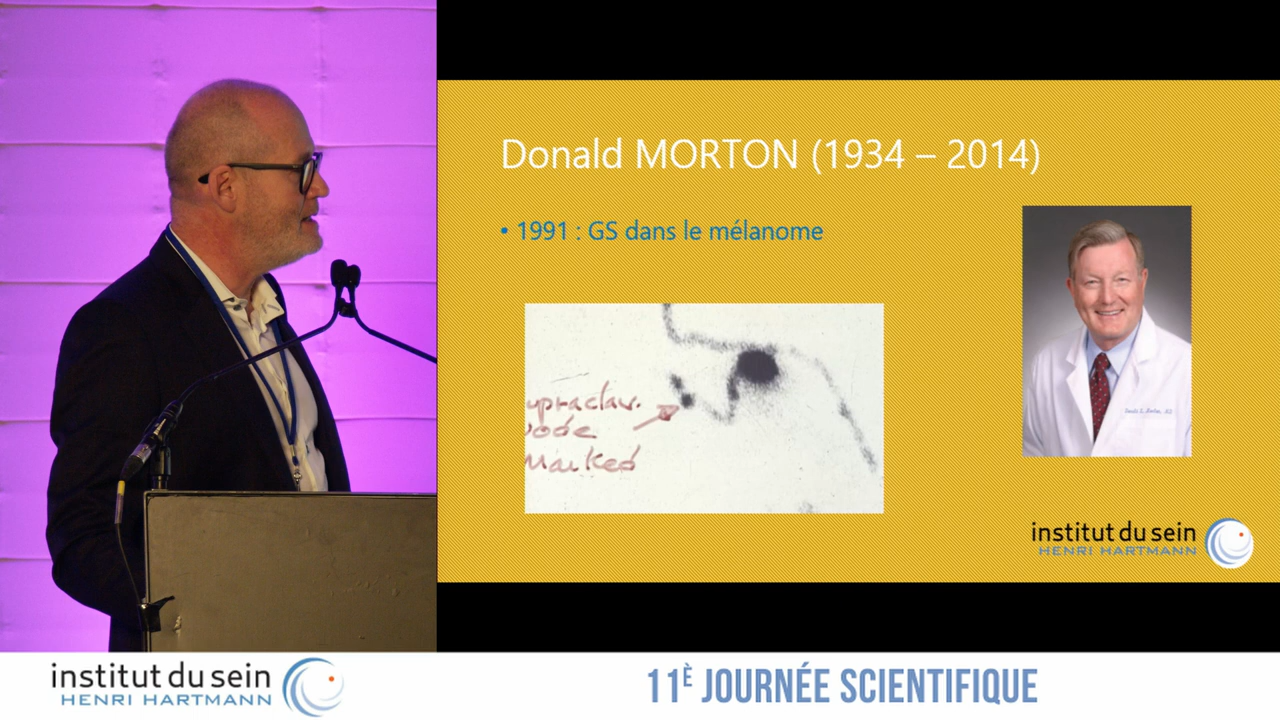 Donald MORTON (1934 – 2014)
• 1991 : GS dans le mélanome
upraclav.
ode
Marked
institut du sein
HENRI HARTMANN
institut du sein
HENRI HARTMANN
11È JOURNÉE SCIENTIFIQUE